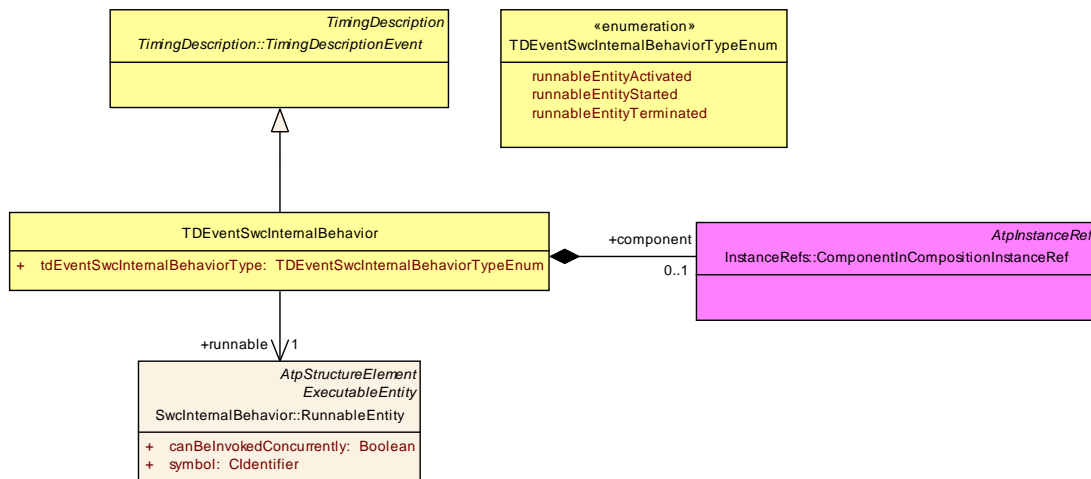 TimingDescription
TimingDescription::TimingDescriptionEvent
«enumeration»
TDEventSwcInternalBehaviorTypeEnum
runnableEntityActivated
runnableEntityStarted
runnableEntityTerminated
TDEventSwcInternalBehavior
+ tdEventSwcInternalBehaviorType: TDEventSwcInternalBehaviorTypeEnum
+component
0..1
AtpInstanceRef
InstanceRefs::ComponentInCompositionInstanceRef
+runnable 1
AtpStructureElement
ExecutableEntity
SwcInternalBehavior::RunnableEntity
+ canBeInvokedConcurrently: Boolean
+ symbol: CIdentifier